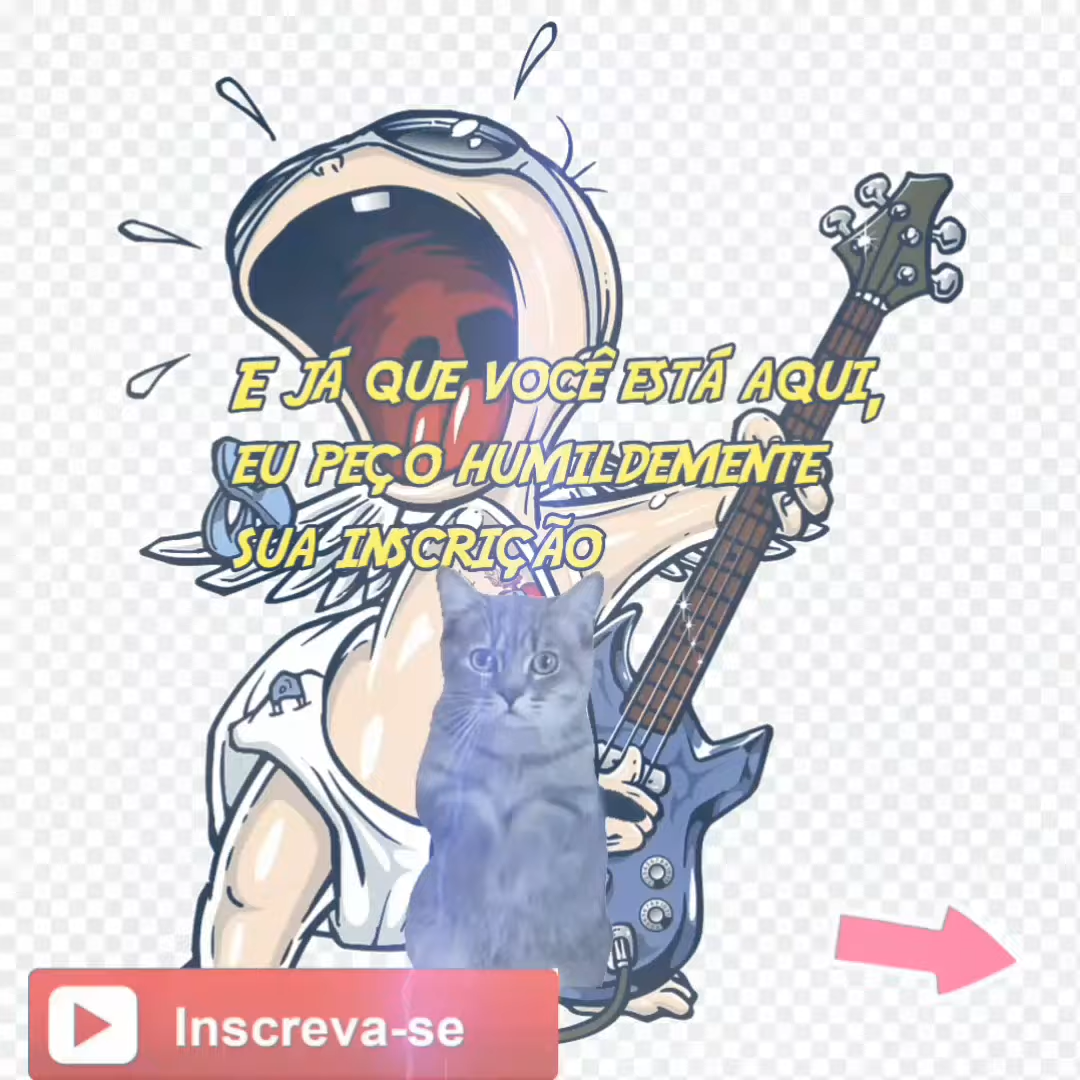 E JÁ QUE VOCÊ ESTÁ AQUI,
EU PEÇO HUMILDEMENTE
SUA INSCRIÇÃO
Inscreva-se